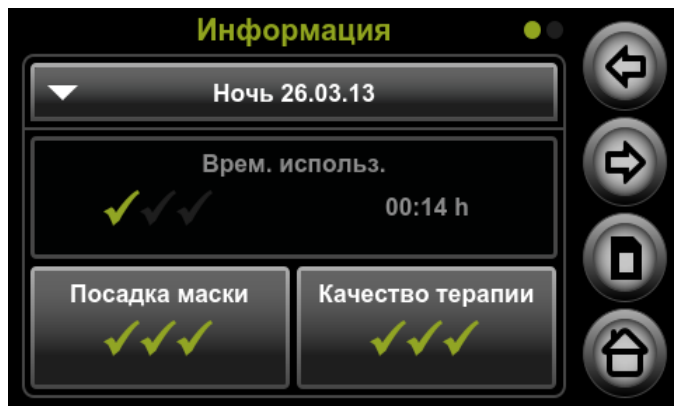 Информация
Ночь 26.03.13
Врем. использ.
00:14 h
Посадка маски
Качество терапии